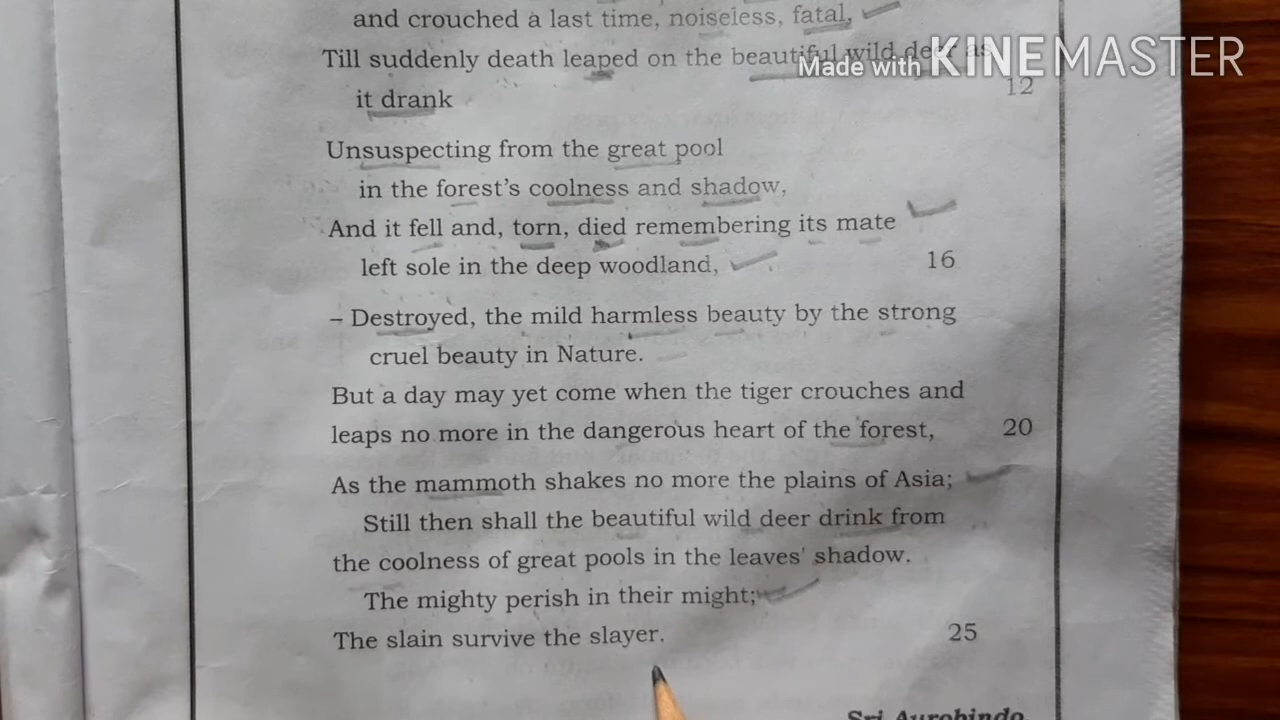 and crouched a last time, noiseless, fatal,
Till suddenly death leaped on the beautiful wild deer as
Made with KINEMASTER
12
it drank
Unsuspecting from the great pool
in the forest's coolness and shadow,
And it fell and, torn, died remembering its mate
left sole in the deep woodland,
16
– Destroyed, the mild harmless beauty by the strong
cruel beauty in Nature.
But a day may yet come when the tiger crouches and
leaps no more in the dangerous heart of the forest,
20
As the mammoth shakes no more the plains of Asia;
Still then shall the beautiful wild deer drink from
the coolness of great pools in the leaves' shadow.
The mighty perish in their might;
The slain survive the slayer.
25
Sri Aurobindo